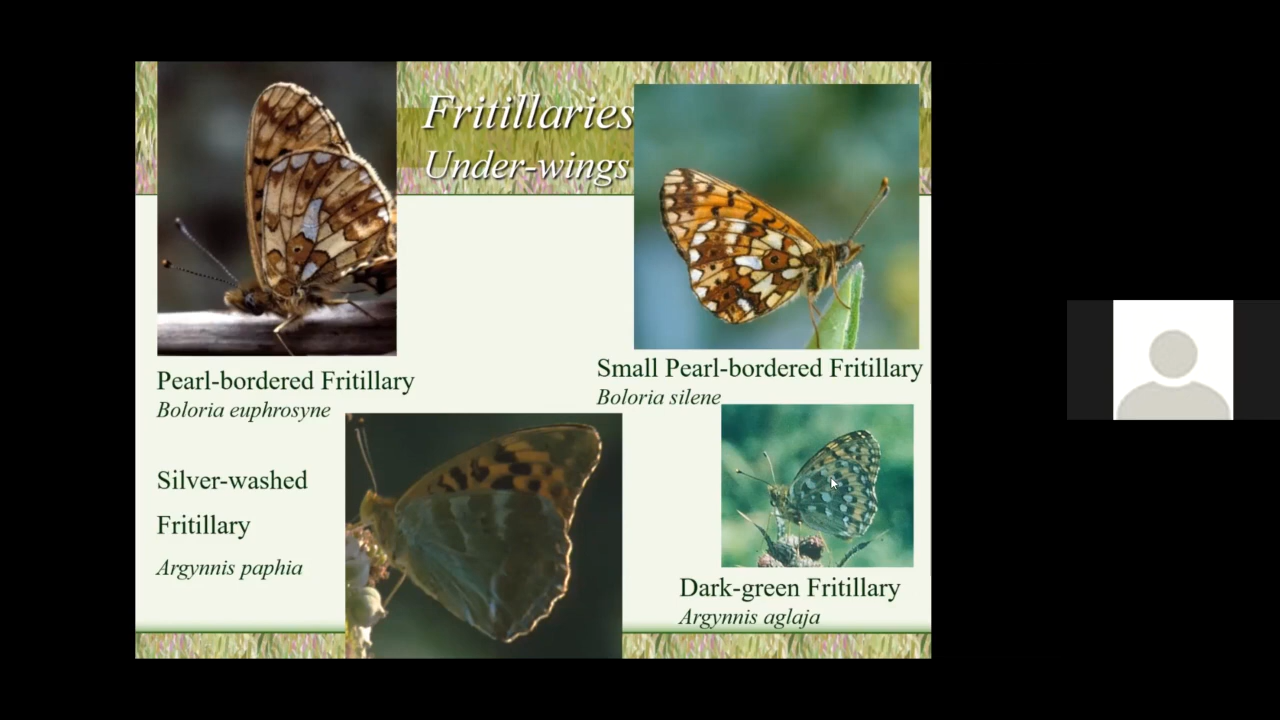 Fritillaries
Under-wings
Pearl-bordered Fritillary
Boloria euphrosyne
Small Pearl-bordered Fritillary
Boloria silene
Silver-washed
Fritillary
Argynnis paphia
Dark-green Fritillary
Argynnis aglaja